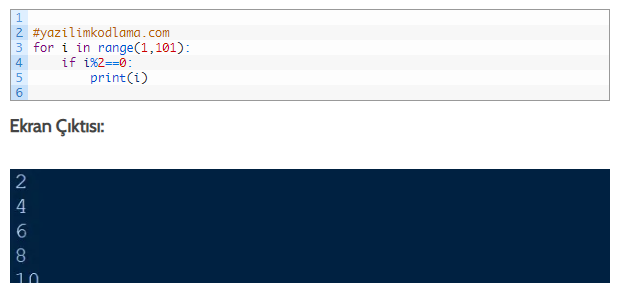 1
2 #yazilimkodlama.com
3 for i in range(1,101):
4     if i%2==0:
5         print(i)
6
Ekran Çıktısı:
2
4
6
8
10